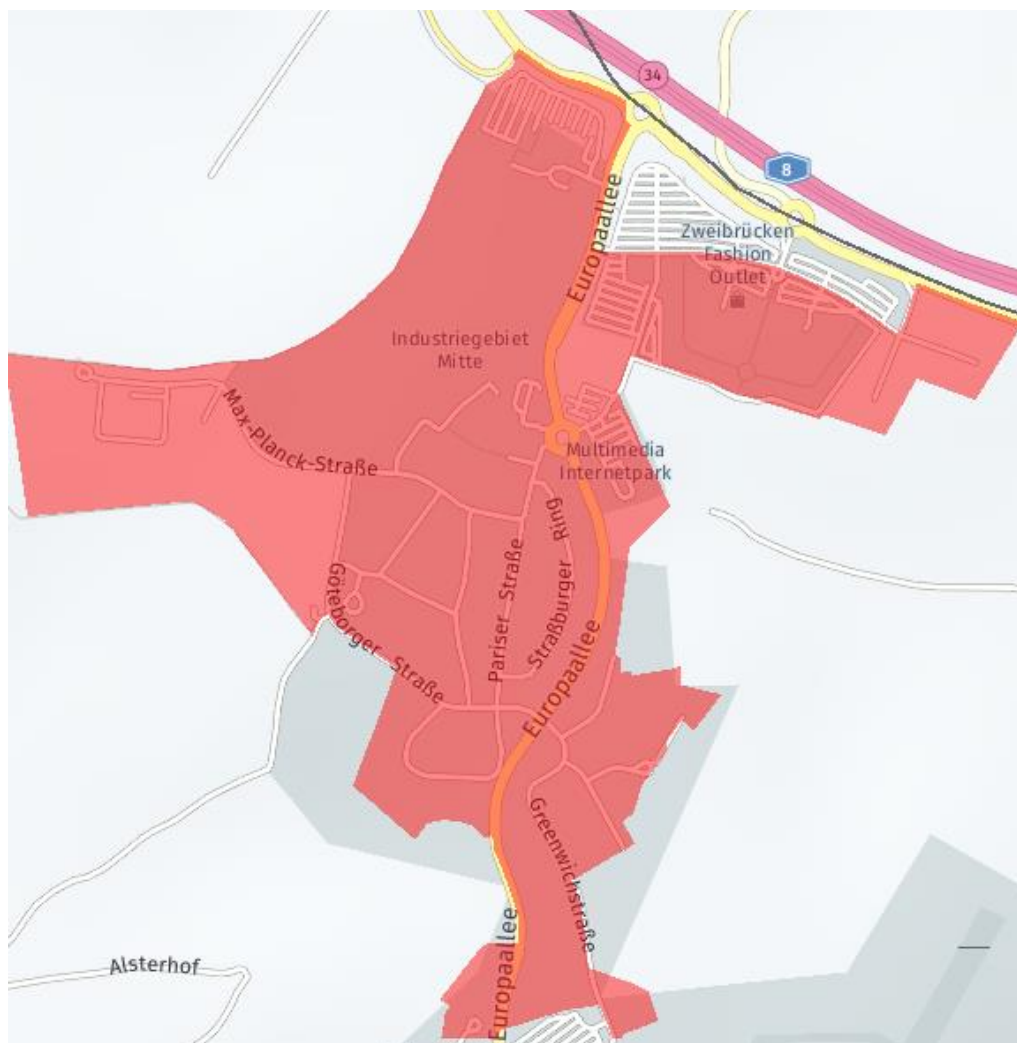 34
8
Europaallee
Zweibrücken
Fashion
Outlet
Industriegebiet
Mitte
Max-Planck-Straße
Multimedia
Internetpark
Göteborger Straße
Pariser Straße
Straßburger Ring
Europaallee
Greenwichstraße
Europaallee
Alsterhof